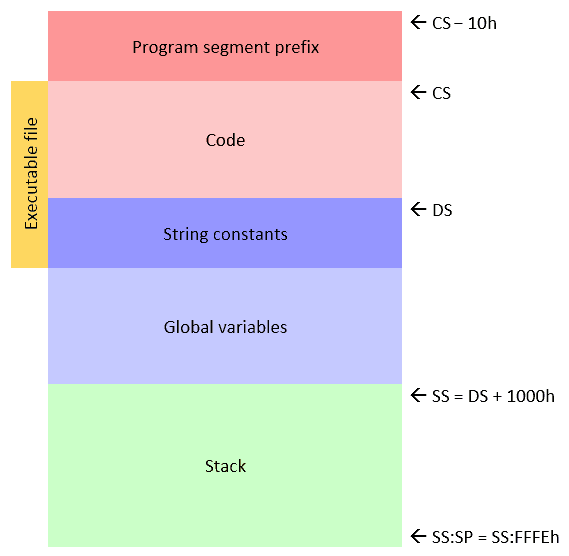 Program segment prefix
← CS – 10h
← CS
Executable file
Code
← DS
String constants
Global variables
← SS = DS + 1000h
Stack
← SS:SP = SS:FFFEh